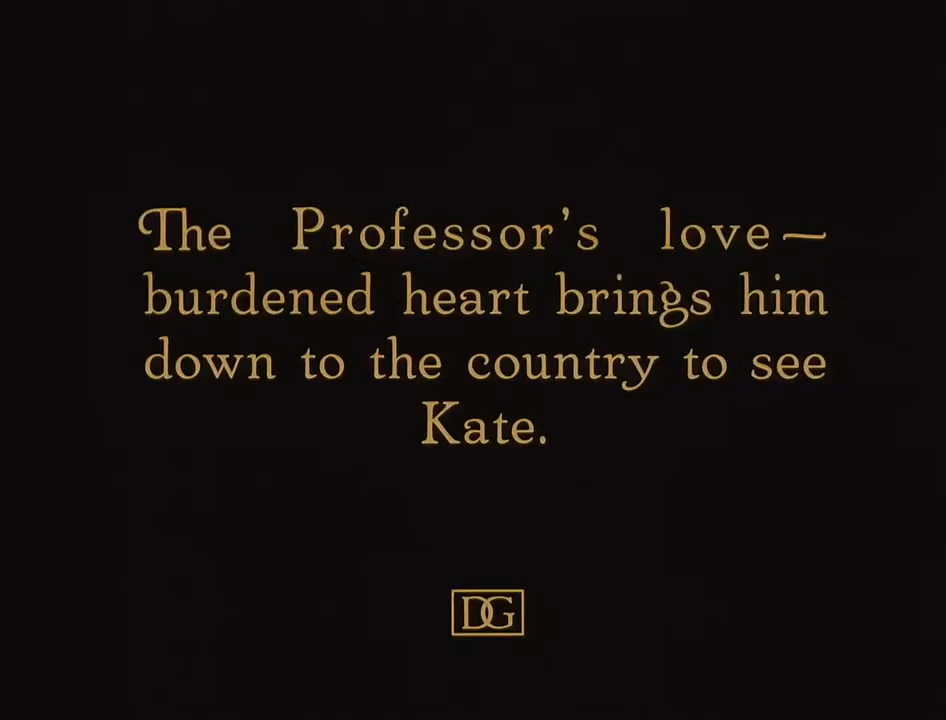 The Professor's love—
burdened heart brings him
down to the country to see
Kate.
DG